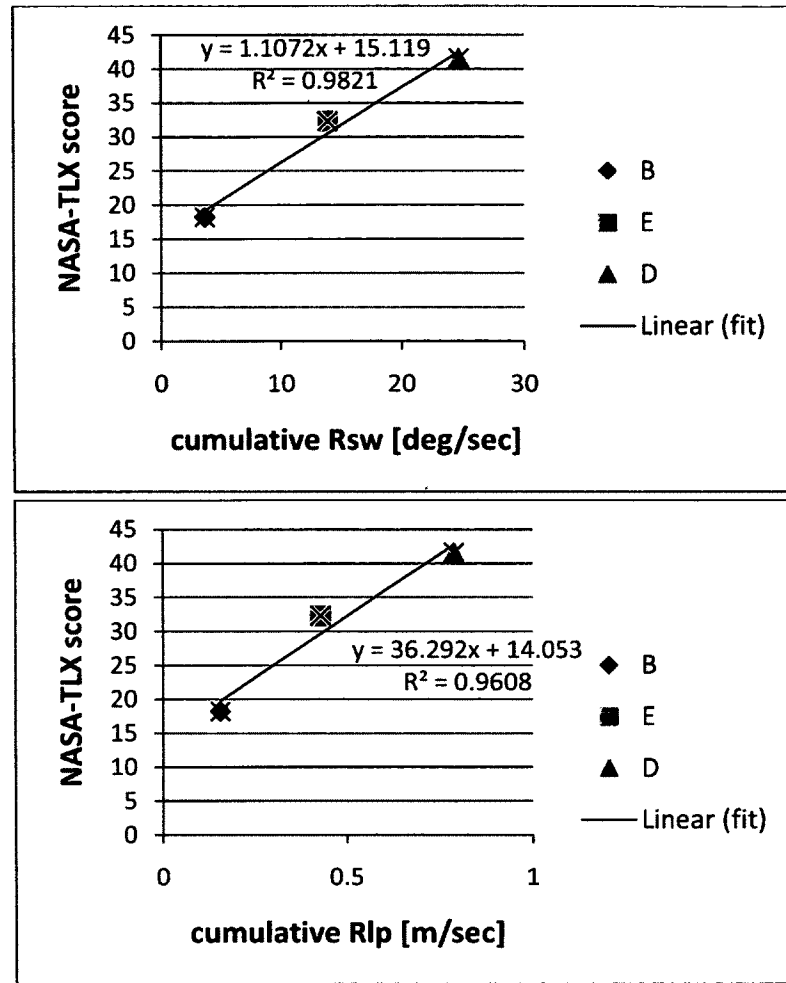 45
40
35
30
25
20
15
10
5
0
y = 1.1072x + 15.119
R² = 0.9821
NASA-TLX score
0 10 20 30
cumulative Rsw [deg/sec]
B
E
D
Linear (fit)
45
40
35
30
25
20
15
10
5
0
y = 36.292x + 14.053
R² = 0.9608
NASA-TLX score
0 0.5 1
cumulative Rlp [m/sec]
B
E
D
Linear (fit)